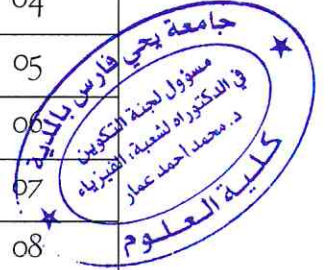 04
05
06
07
08
جامعة يحي فارس بالمدية
مسؤول لجنة التكوين
في الدكتوراه لشعبة: الفيزياء
د. محمد أحمد عمار
كلية العلوم